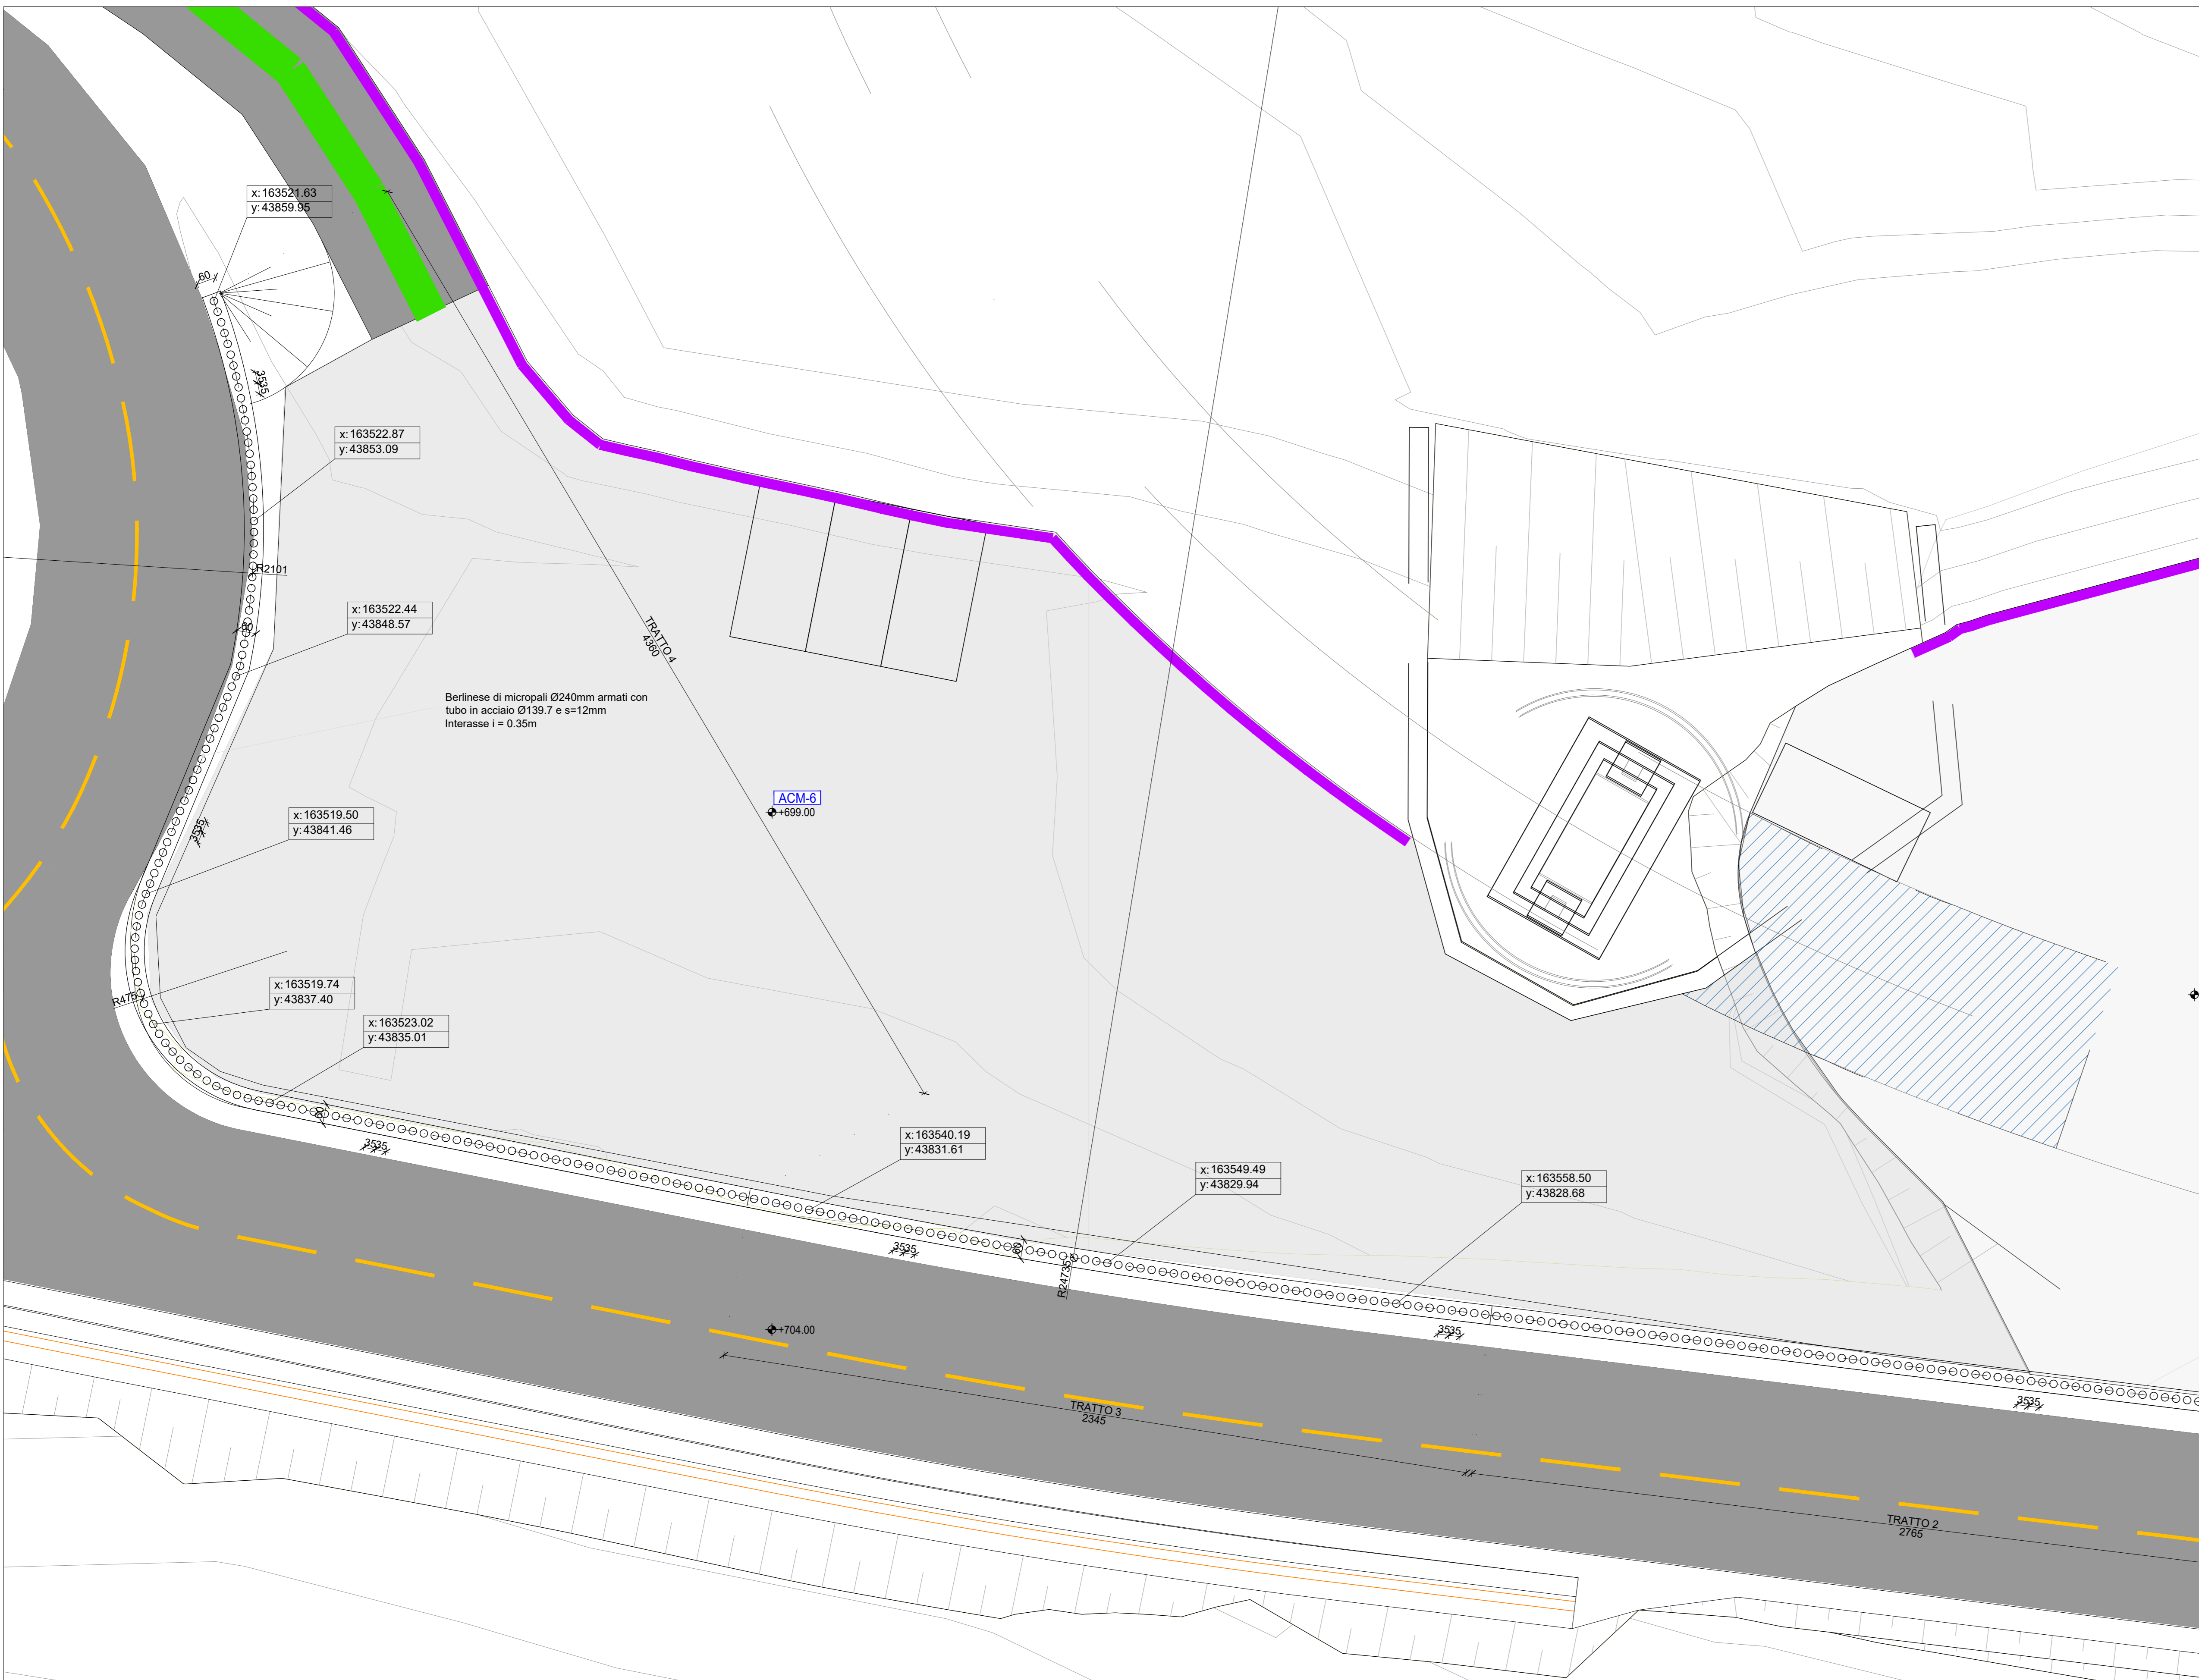 x:163521.63
y:43859.95
60
3535
x:163522.87
y:43853.09
R2101
x:163522.44
y:43848.57
60
TRATTO 4
4360
Berlinese di micropali Ø240mm armati con
tubo in acciaio Ø139.7 e s=12mm
Interasse i = 0.35m
ACM-6
+699.00
x:163519.50
y:43841.46
3535
x:163519.74
y:43837.40
R475
x:163523.02
y:43835.01
60
3535
x:163540.19
y:43831.61
3535
60
x:163549.49
y:43829.94
R24735
x:163558.50
y:43828.68
3535
+704.00
3535
TRATTO 3
2345
TRATTO 2
2765